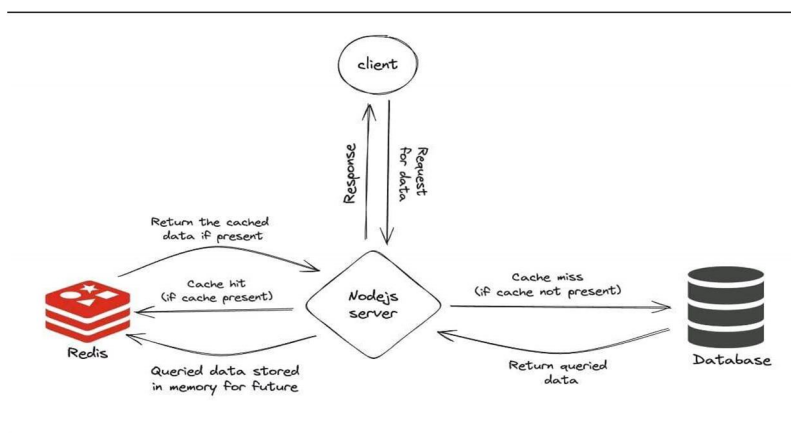 client
Response
Request
for data
Return the cached
data if present
Cache hit
(if cache present)
Cache miss
(if cache not present)
Nodejs
server
Redis
Queried data stored
in memory for future
Return queried
data
Database